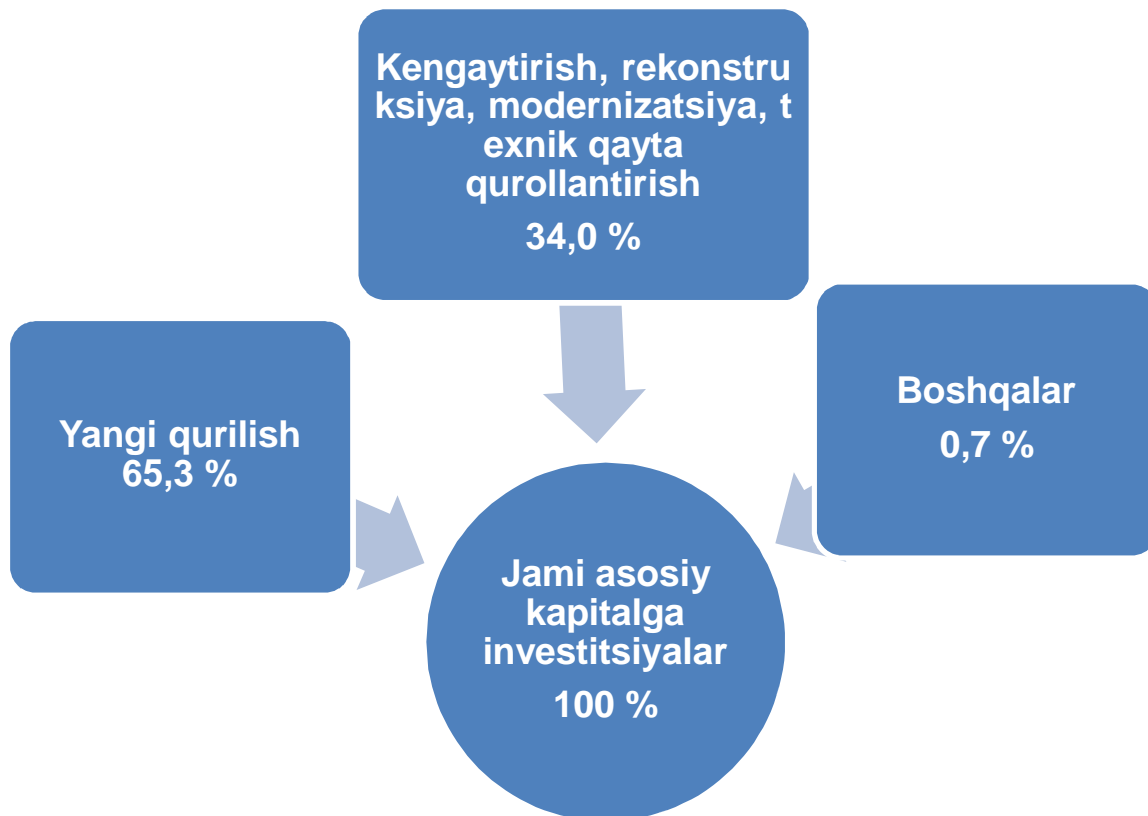 Kengaytirish, rekonstru
ksiya, modernizatsiya, t
exnik qayta
qurollantirish
34,0 %
Yangi qurilish
65,3 %
Boshqalar
0,7 %
Jami asosiy
kapitalga
investitsiyalar
100 %